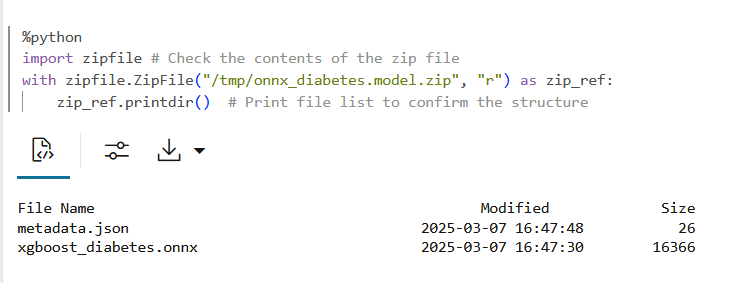 %python
import zipfile # Check the contents of the zip file
with zipfile.ZipFile("/tmp/onnx_diabetes.model.zip", "r") as zip_ref:
    zip_ref.printdir()  # Print file list to confirm the structure
File Name Modified Size
metadata.json 2025-03-07 16:47:48 26
xgboost_diabetes.onnx 2025-03-07 16:47:30 16366